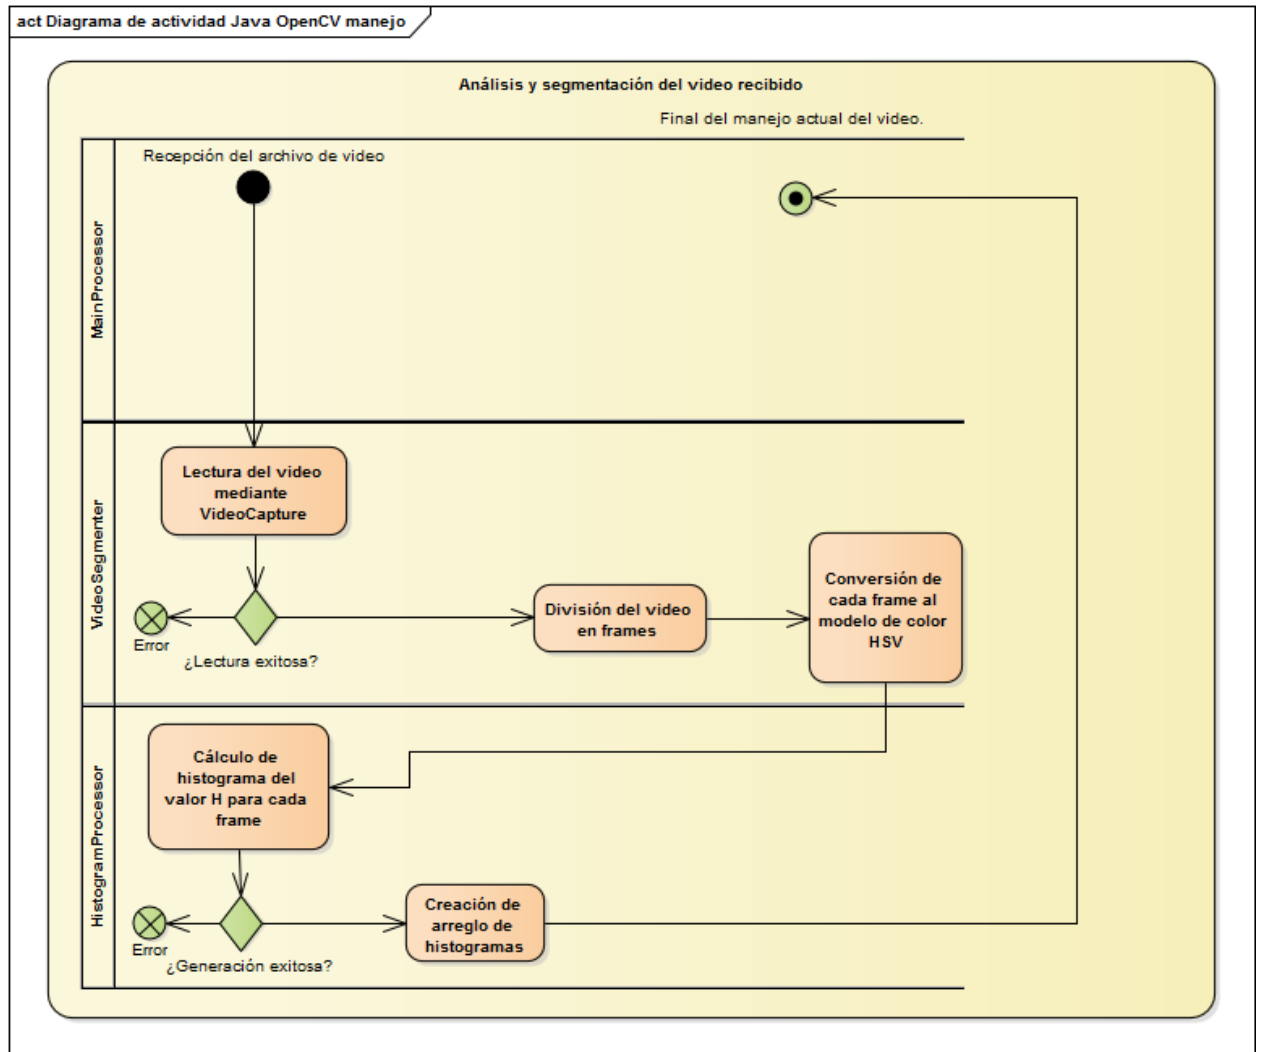 act Diagrama de actividad Java OpenCV manejo
Análisis y segmentación del video recibido
Final del manejo actual del video.
MainProcessor
Recepción del archivo de video
VideoSegmenter
Lectura del video
mediante
VideoCapture
Error
¿Lectura exitosa?
División del video
en frames
Conversión de
cada frame al
modelo de color
HSV
HistogramProcessor
Cálculo de
histograma del
valor H para cada
frame
Error
¿Generación exitosa?
Creación de
arreglo de
histogramas